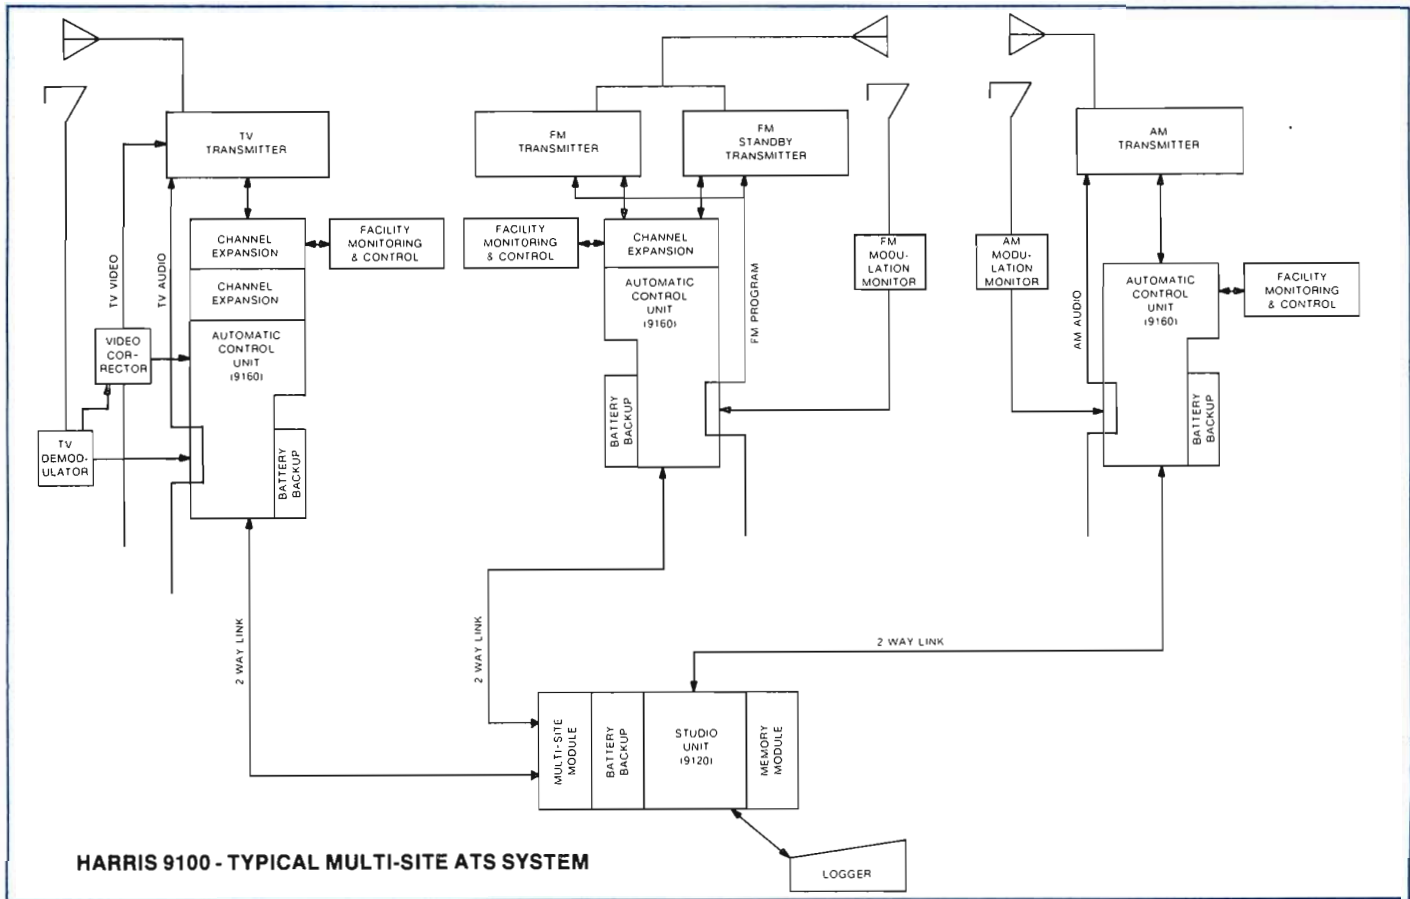 TV
TRANSMITTER
FM
TRANSMITTER
FM
STANDBY
TRANSMITTER
AM
TRANSMITTER
CHANNEL
EXPANSION
FACILITY
MONITORING
& CONTROL
CHANNEL
EXPANSION
TV VIDEO
TV AUDIO
VIDEO
COR-
RECTOR
AUTOMATIC
CONTROL
UNIT
(9160)
TV
DEMOD-
ULATOR
BATTERY
BACKUP
FACILITY
MONITORING
& CONTROL
CHANNEL
EXPANSION
AUTOMATIC
CONTROL
UNIT
(9160)
BATTERY
BACKUP
FM PROGRAM
FM
MODU-
LATION
MONITOR
AM
MODU-
LATION
MONITOR
AM AUDIO
AUTOMATIC
CONTROL
UNIT
(9160)
FACILITY
MONITORING
& CONTROL
BATTERY
BACKUP
2 WAY LINK
2 WAY LINK
2 WAY LINK
MULTI-SITE
MODULE
BATTERY
BACKUP
STUDIO
UNIT
(9120)
MEMORY
MODULE
LOGGER
HARRIS 9100 - TYPICAL MULTI-SITE ATS SYSTEM